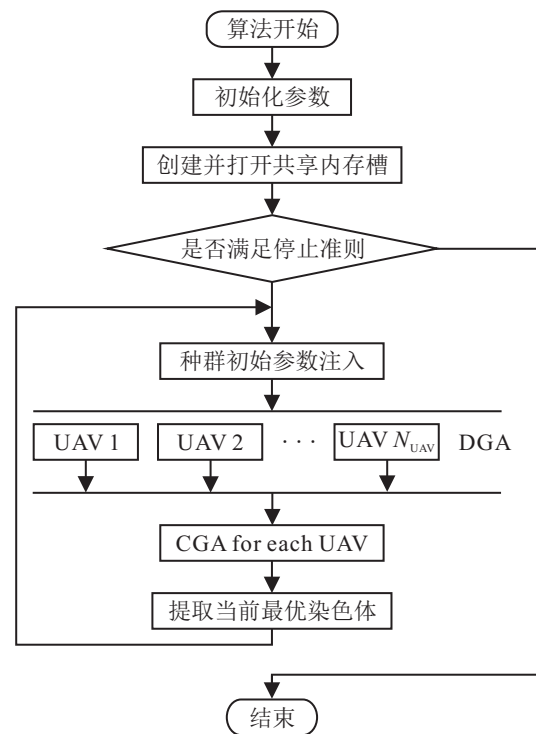 算法开始
初始化参数
创建并打开共享内存槽
是否满足停止准则
种群初始参数注入
UAV 1 UAV 2 · · · UAV N_UAV DGA
CGA for each UAV
提取当前最优染色体
结束